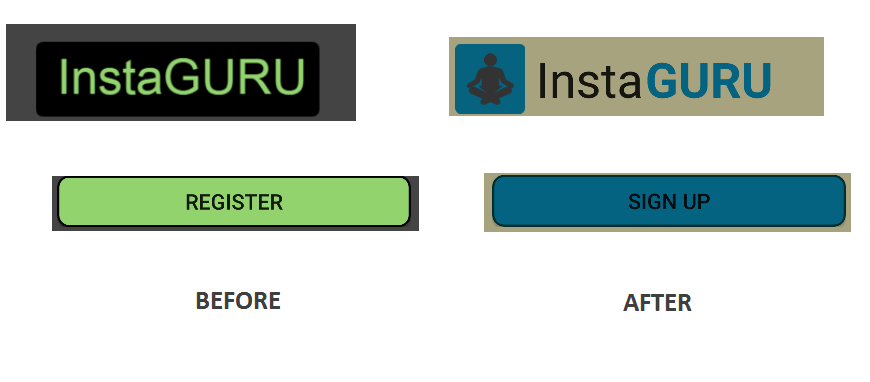 InstaGURU
InstaGURU
REGISTER
SIGN UP
BEFORE
AFTER